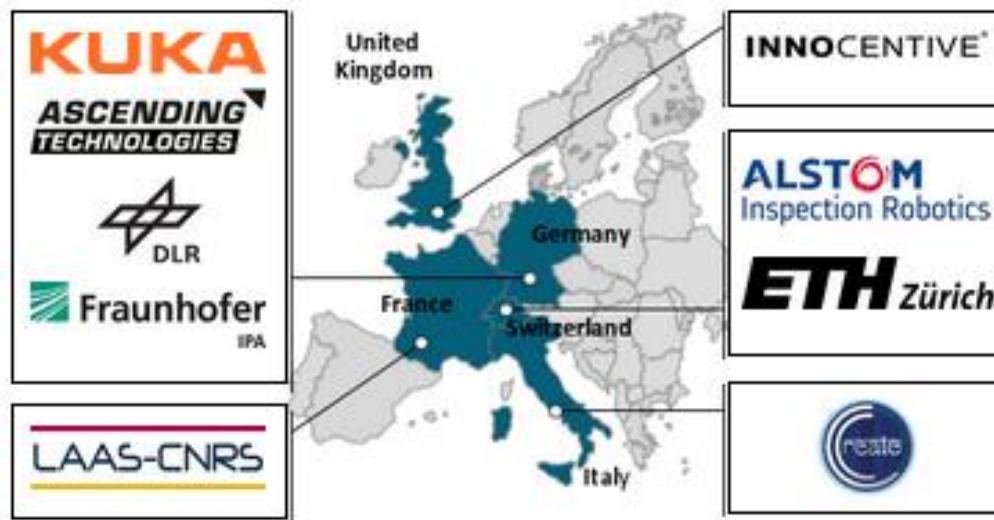 KUKA
ASCENDING
TECHNOLOGIES
DLR
Fraunhofer
IPA
LAAS-CNRS
United
Kingdom
Germany
France
Switzerland
Italy
INNOCENTIVE®
ALSTOM
Inspection Robotics
ETH Zürich
Create